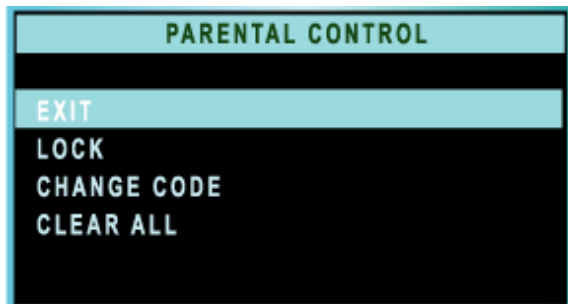 PARENTAL CONTROL
EXIT
LOCK
CHANGE CODE
CLEAR ALL